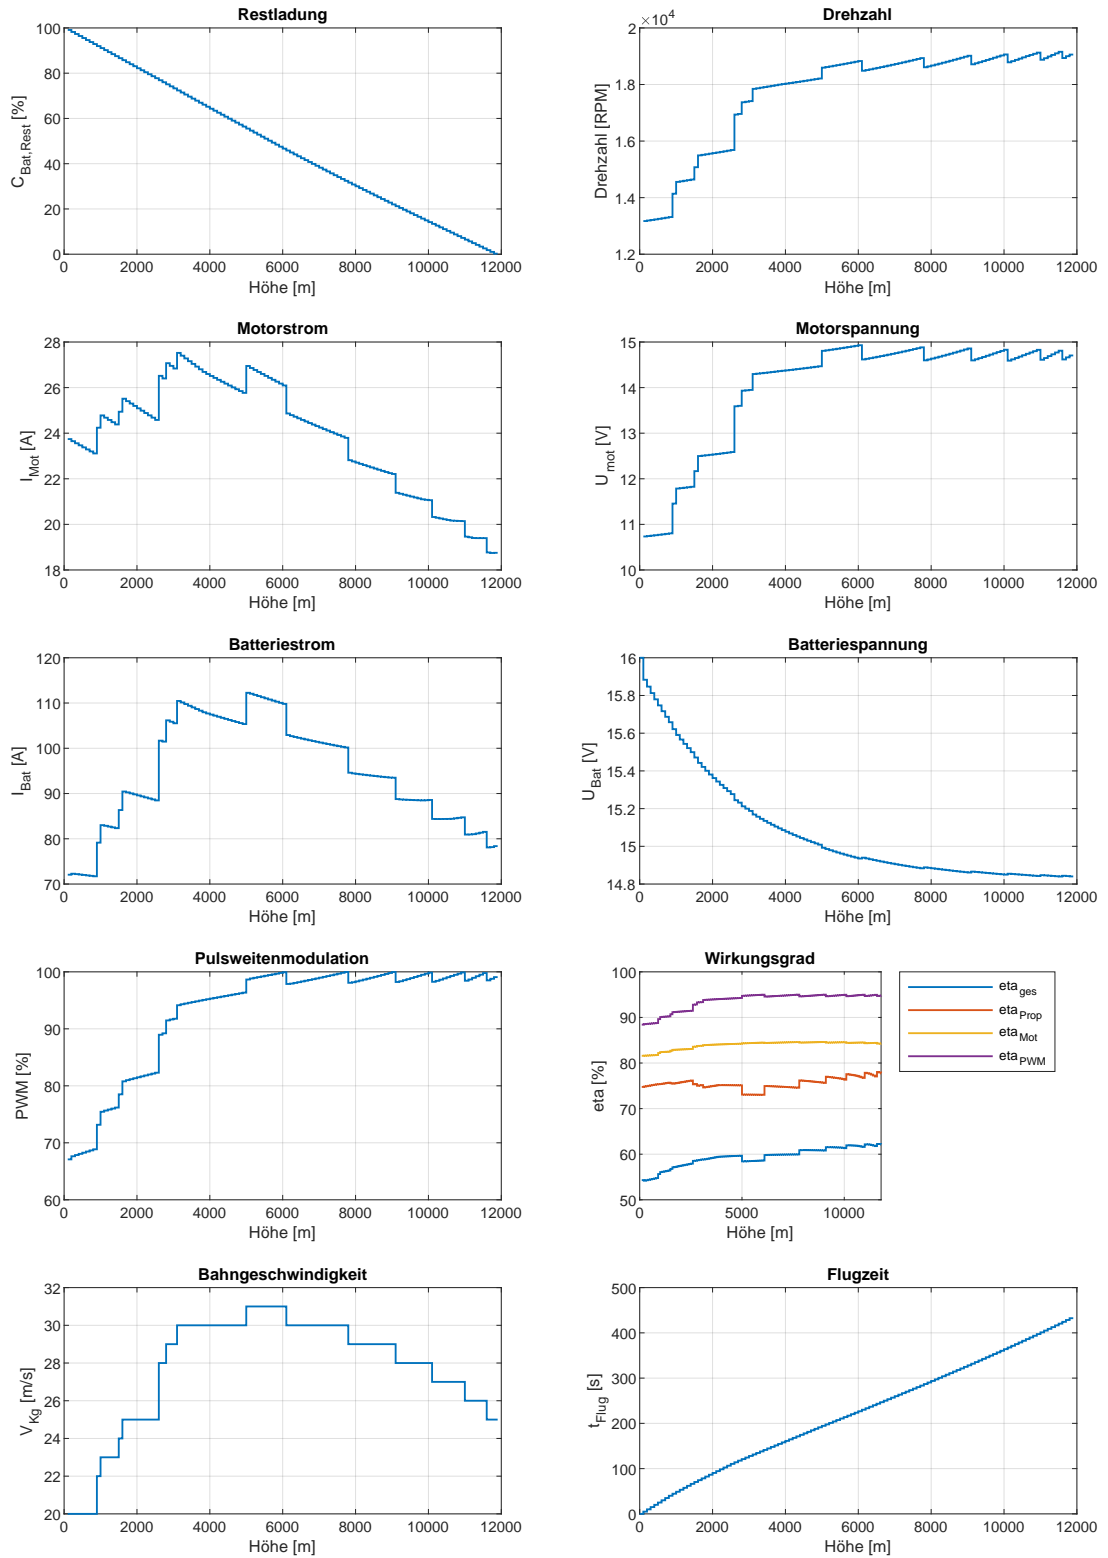 Restladung
100
80
60
40
20
0
C_Bat,Rest [%]
0 2000 4000 6000 8000 10000 12000
Höhe [m]
Drehzahl
×10^4
2
1.8
1.6
1.4
1.2
Drehzahl [RPM]
0 2000 4000 6000 8000 10000 12000
Höhe [m]
Motorstrom
28
26
24
22
20
18
I_Mot [A]
0 2000 4000 6000 8000 10000 12000
Höhe [m]
Motorspannung
15
14
13
12
11
10
U_mot [V]
0 2000 4000 6000 8000 10000 12000
Höhe [m]
Batteriestrom
120
110
100
90
80
70
I_Bat [A]
0 2000 4000 6000 8000 10000 12000
Höhe [m]
Batteriespannung
16
15.8
15.6
15.4
15.2
15
14.8
U_Bat [V]
0 2000 4000 6000 8000 10000 12000
Höhe [m]
Pulsweitenmodulation
100
90
80
70
60
PWM [%]
0 2000 4000 6000 8000 10000 12000
Höhe [m]
Wirkungsgrad
100
90
80
70
60
50
eta [%]
0 5000 10000
Höhe [m]
eta_ges
eta_Prop
eta_Mot
eta_PWM
Bahngeschwindigkeit
32
30
28
26
24
22
20
V_Kg [m/s]
0 2000 4000 6000 8000 10000 12000
Höhe [m]
Flugzeit
500
400
300
200
100
0
t_Flug [s]
0 2000 4000 6000 8000 10000 12000
Höhe [m]